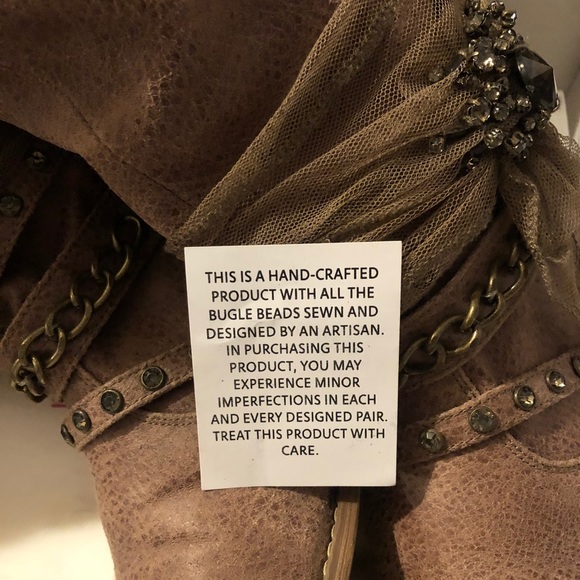 THIS IS A HAND-CRAFTED
PRODUCT WITH ALL THE
BUGLE BEADS SEWN AND
DESIGNED BY AN ARTISAN.
IN PURCHASING THIS
PRODUCT, YOU MAY
EXPERIENCE MINOR
IMPERFECTIONS IN EACH
AND EVERY DESIGNED PAIR.
TREAT THIS PRODUCT WITH
CARE.